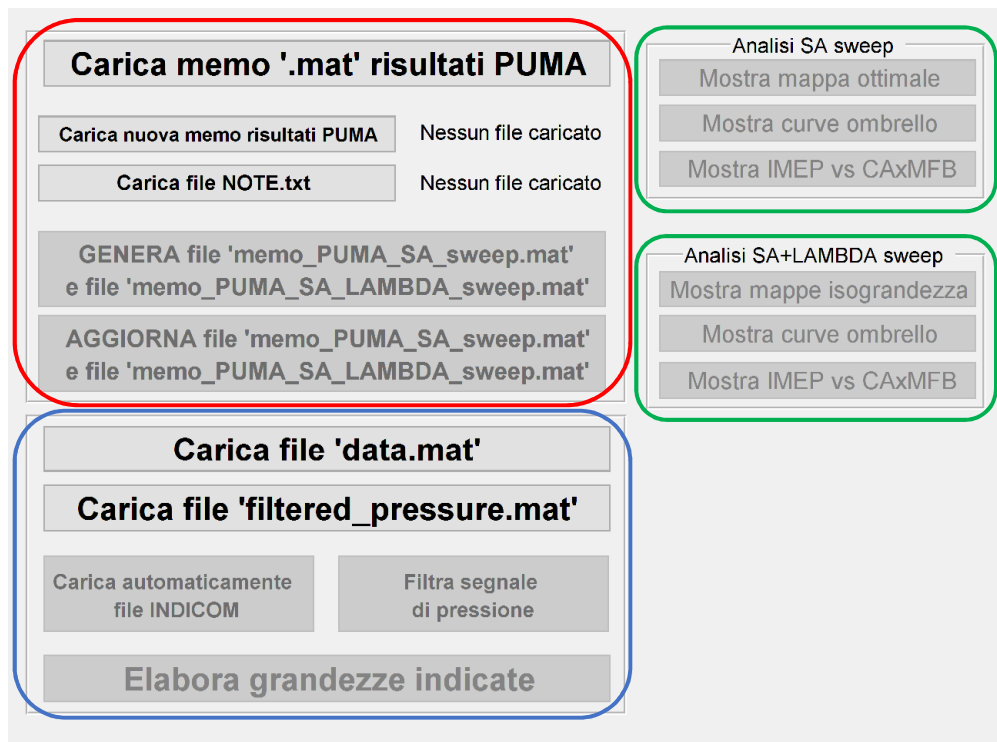 Carica memo '.mat' risultati PUMA
Carica nuova memo risultati PUMA
Nessun file caricato
Carica file NOTE.txt
Nessun file caricato
GENERA file 'memo_PUMA_SA_sweep.mat'
e file 'memo_PUMA_SA_LAMBDA_sweep.mat'
AGGIORNA file 'memo_PUMA_SA_sweep.mat'
e file 'memo_PUMA_SA_LAMBDA_sweep.mat'
Carica file 'data.mat'
Carica file 'filtered_pressure.mat'
Carica automaticamente
file INDICOM
Filtra segnale
di pressione
Elabora grandezze indicate
Analisi SA sweep
Mostra mappa ottimale
Mostra curve ombrello
Mostra IMEP vs CAxMFB
Analisi SA+LAMBDA sweep
Mostra mappe isograndezza
Mostra curve ombrello
Mostra IMEP vs CAxMFB